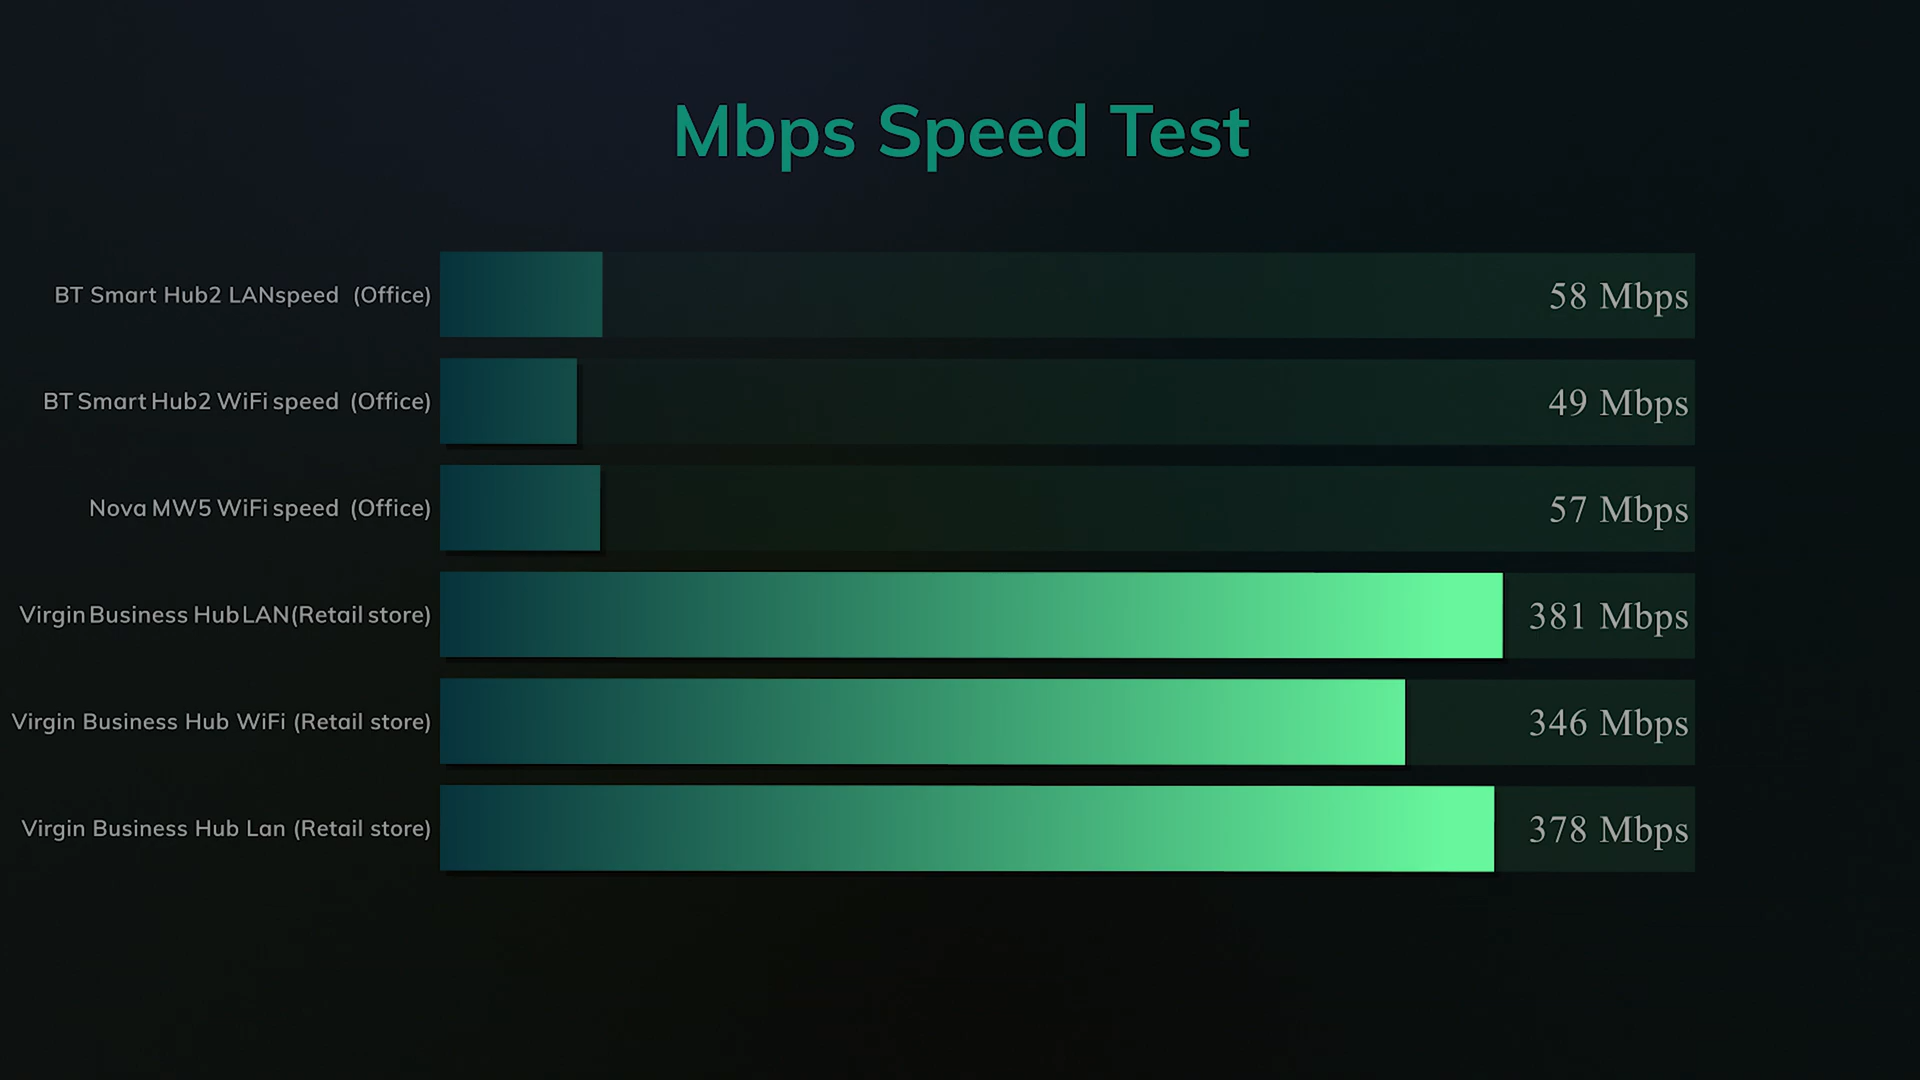 Mbps Speed Test
BT Smart Hub2 LANspeed (Office) 58 Mbps
BT Smart Hub2 WiFi speed (Office) 49 Mbps
Nova MW5 WiFi speed (Office) 57 Mbps
Virgin Business Hub LAN(Retail store) 381 Mbps
Virgin Business Hub WiFi (Retail store) 346 Mbps
Virgin Business Hub Lan (Retail store) 378 Mbps